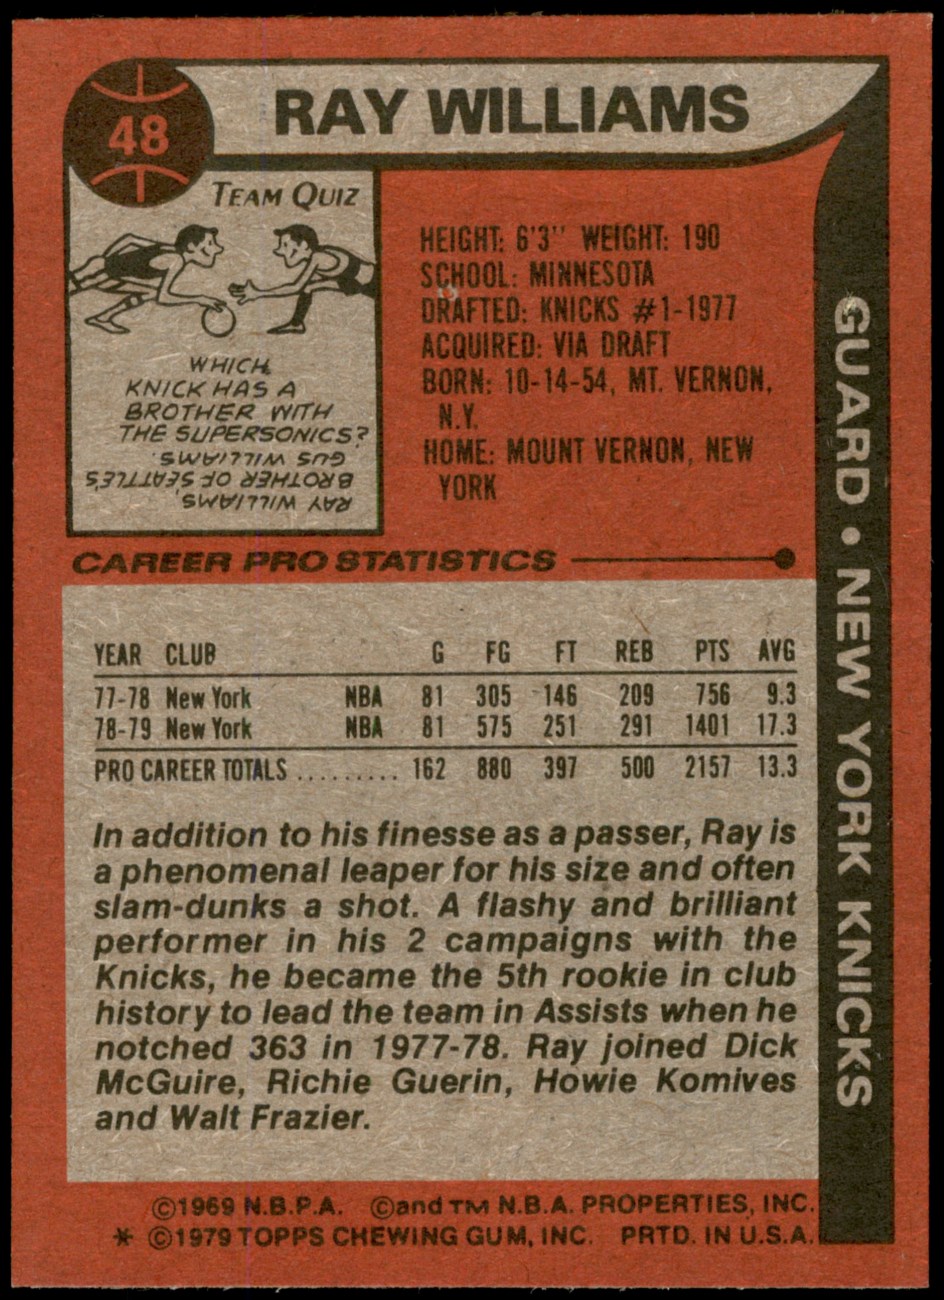 48
RAY WILLIAMS
TEAM QUIZ
WHICH
KNICK HAS A
BROTHER WITH
THE SUPERSONICS?
RAY WILLIAMS,
BROTHER OF SEATTLE'S
GUS WILLIAMS.
HEIGHT: 6'3" WEIGHT: 190
SCHOOL: MINNESOTA
DRAFTED: KNICKS #1-1977
ACQUIRED: VIA DRAFT
BORN: 10-14-54, MT. VERNON,
N.Y.
HOME: MOUNT VERNON, NEW
YORK
GUARD • NEW YORK KNICKS
CAREER PRO STATISTICS
YEAR CLUB G FG FT REB PTS AVG
77-78 New York NBA 81 305 146 209 756 9.3
78-79 New York NBA 81 575 251 291 1401 17.3
PRO CAREER TOTALS ......... 162 880 397 500 2157 13.3
In addition to his finesse as a passer, Ray is
a phenomenal leaper for his size and often
slam-dunks a shot. A flashy and brilliant
performer in his 2 campaigns with the
Knicks, he became the 5th rookie in club
history to lead the team in Assists when he
notched 363 in 1977-78. Ray joined Dick
McGuire, Richie Guerin, Howie Komives
and Walt Frazier.
©1969 N.B.P.A. ©and TM N.B.A. PROPERTIES, INC.
* ©1979 TOPPS CHEWING GUM, INC. PRTD. IN U.S.A.